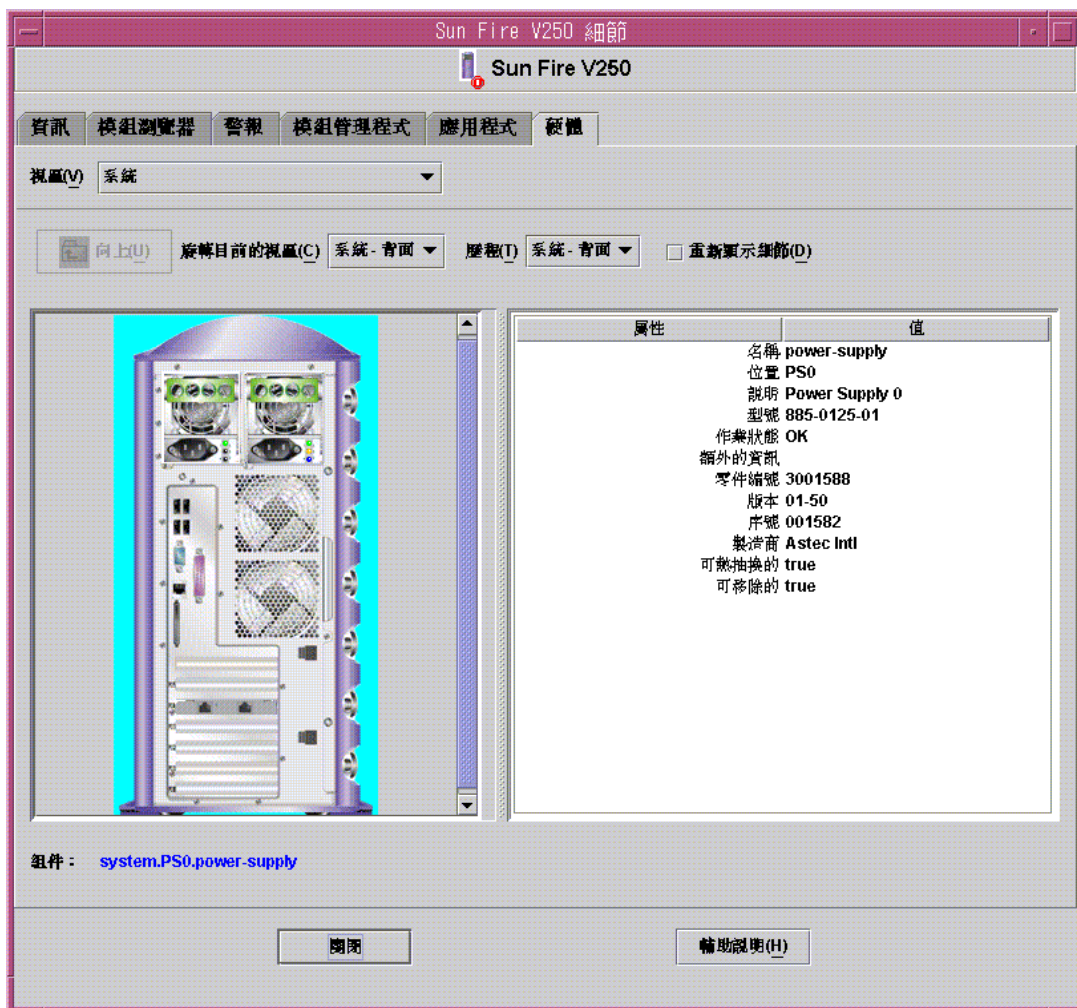 Sun Fire V250 細節
Sun Fire V250
資訊 模組瀏覽器 警報 模組管理程式 應用程式 硬體
視區(V) 系統
向上(U) 旋轉目前的視區(C) 系統 - 背面 歷程(T) 系統 - 背面 重新顯示細節(D)
屬性 值
名稱 power-supply
位置 PS0
說明 Power Supply 0
型號 885-0125-01
作業狀態 OK
額外的資訊
零件編號 3001588
版本 01-50
序號 001582
製造商 Astec Intl
可熱抽換的 true
可移除的 true
組件： system.PS0.power-supply
關閉 輔助說明(H)